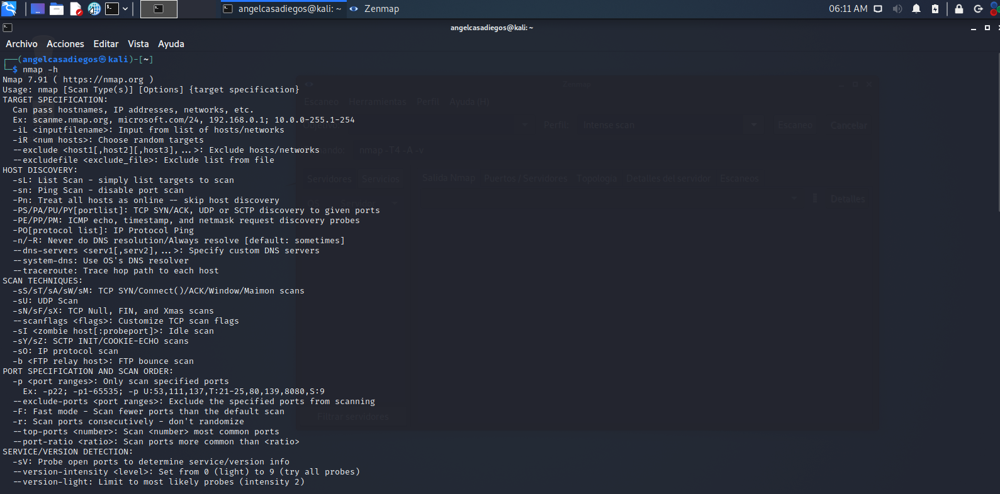 angelcasadiegos@kali: ~
Zenmap
06:11 AM
angelcasadiegos@kali: ~
Archivo Acciones Editar Vista Ayuda
┌──(angelcasadiegos㉿kali)-[~]
└─$ nmap -h
Nmap 7.91 ( https://nmap.org )
Usage: nmap [Scan Type(s)] [Options] {target specification}
TARGET SPECIFICATION:
  Can pass hostnames, IP addresses, networks, etc.
  Ex: scanme.nmap.org, microsoft.com/24, 192.168.0.1; 10.0.0-255.1-254
  -iL <inputfilename>: Input from list of hosts/networks
  -iR <num hosts>: Choose random targets
  --exclude <host1[,host2][,host3],...>: Exclude hosts/networks
  --excludefile <exclude_file>: Exclude list from file
HOST DISCOVERY:
  -sL: List Scan - simply list targets to scan
  -sn: Ping Scan - disable port scan
  -Pn: Treat all hosts as online -- skip host discovery
  -PS/PA/PU/PY[portlist]: TCP SYN/ACK, UDP or SCTP discovery to given ports
  -PE/PP/PM: ICMP echo, timestamp, and netmask request discovery probes
  -PO[protocol list]: IP Protocol Ping
  -n/-R: Never do DNS resolution/Always resolve [default: sometimes]
  --dns-servers <serv1[,serv2],...>: Specify custom DNS servers
  --system-dns: Use OS's DNS resolver
  --traceroute: Trace hop path to each host
SCAN TECHNIQUES:
  -sS/sT/sA/sW/sM: TCP SYN/Connect()/ACK/Window/Maimon scans
  -sU: UDP Scan
  -sN/sF/sX: TCP Null, FIN, and Xmas scans
  --scanflags <flags>: Customize TCP scan flags
  -sI <zombie host[:probeport]>: Idle scan
  -sY/sZ: SCTP INIT/COOKIE-ECHO scans
  -sO: IP protocol scan
  -b <FTP relay host>: FTP bounce scan
PORT SPECIFICATION AND SCAN ORDER:
  -p <port ranges>: Only scan specified ports
    Ex: -p22; -p1-65535; -p U:53,111,137,T:21-25,80,139,8080,S:9
  --exclude-ports <port ranges>: Exclude the specified ports from scanning
  -F: Fast mode - Scan fewer ports than the default scan
  -r: Scan ports consecutively - don't randomize
  --top-ports <number>: Scan <number> most common ports
  --port-ratio <ratio>: Scan ports more common than <ratio>
SERVICE/VERSION DETECTION:
  -sV: Probe open ports to determine service/version info
  --version-intensity <level>: Set from 0 (light) to 9 (try all probes)
  --version-light: Limit to most likely probes (intensity 2)
Zenmap
Escaneo Herramientas Perfil Ayuda (H)
Perfil: Intense scan Escaneo Cancelar
nmap -T4 -A -v
Servidores Servicios Salida Nmap Puertos / Servidores Topología Detalles del servidor Escaneos
Detalles
Filtrar servidores